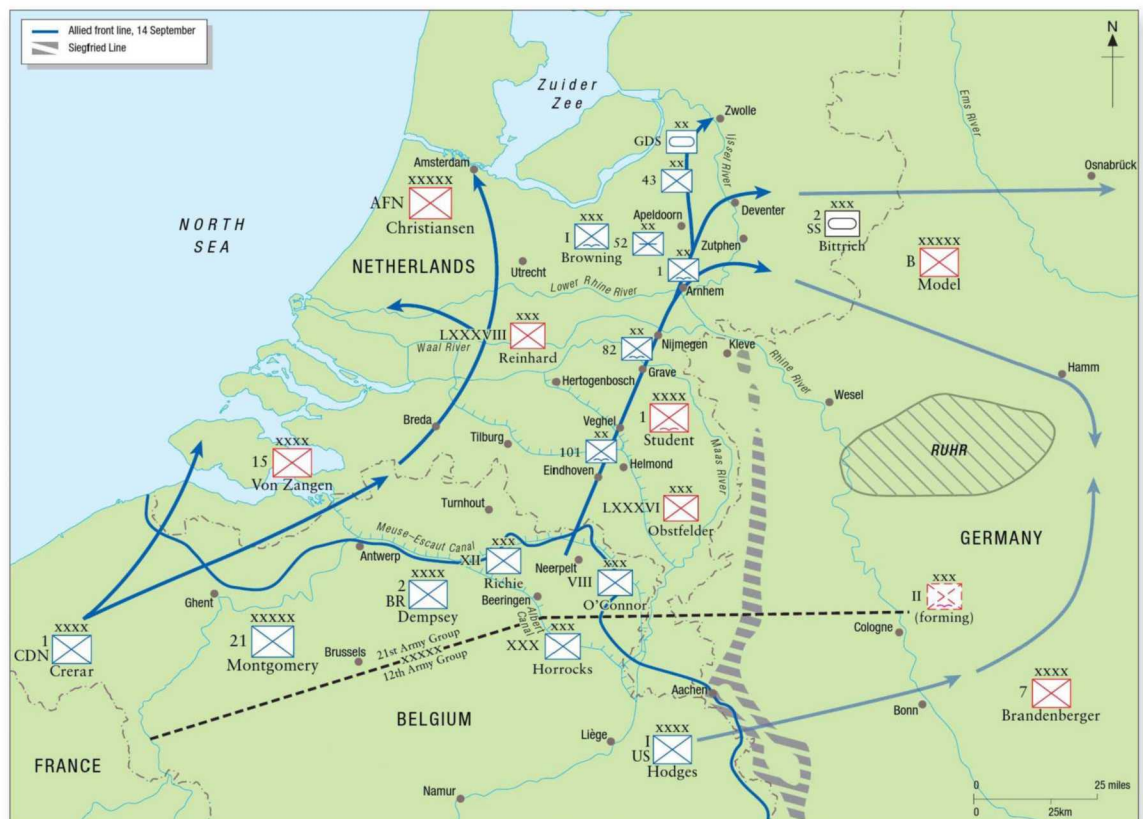 Allied front line, 14 September
Siegfried Line
N
Zuider
Zee
NORTH
SEA
Amsterdam
XXXXX
AFN
Christiansen
NETHERLANDS
xx
GDS
Zwolle
IJssel River
xx
43
Ems River
Osnabrück
Deventer
XXX
I
Browning
Apeldoorn
xx
52
Zutphen
xx
1
Arnhem
XXX
2
SS
Bittrich
XXXXX
B
Model
Utrecht
Lower Rhine River
XXX
LXXXVIII
Reinhard
Waal River
xx
82
Nijmegen
Grave
Kleve
Rhine River
Wesel
Hamm
Hertogenbosch
Breda
Tilburg
Veghel
XXXX
1
Student
Maas River
RUHR
XXXX
15
Von Zangen
xx
101
Eindhoven
Helmond
XXX
LXXXVI
Obstfelder
Turnhout
Meuse–Escaut Canal
Antwerp
Ghent
XXX
XII
Richie
Neerpelt
Beeringen
XXX
VIII
O'Connor
GERMANY
XXX
II
(forming)
Cologne
XXXX
2
BR
Dempsey
XXXXX
21
Montgomery
XXXX
1
CDN
Crerar
Brussels
21st Army Group
XXXXX
12th Army Group
Albert
Canal
XXX
XXX
Horrocks
Aachen
Bonn
XXXX
7
Brandenberger
BELGIUM
Liège
XXXX
I
US
Hodges
FRANCE
Namur
0
25 miles
0
25km